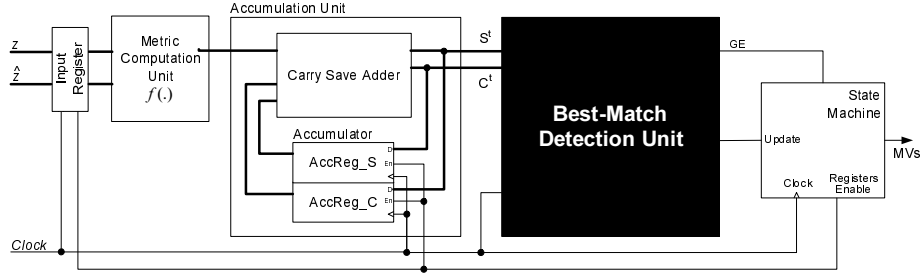 Accumulation Unit
z
ẑ
Input
Register
Metric
Computation
Unit
f(.)
Carry Save Adder
Accumulator
AccReg_S
D
En
AccReg_C
D
En
S^t
C^t
Best-Match
Detection Unit
GE
State
Machine
Update
Clock
Registers
Enable
MVs
Clock